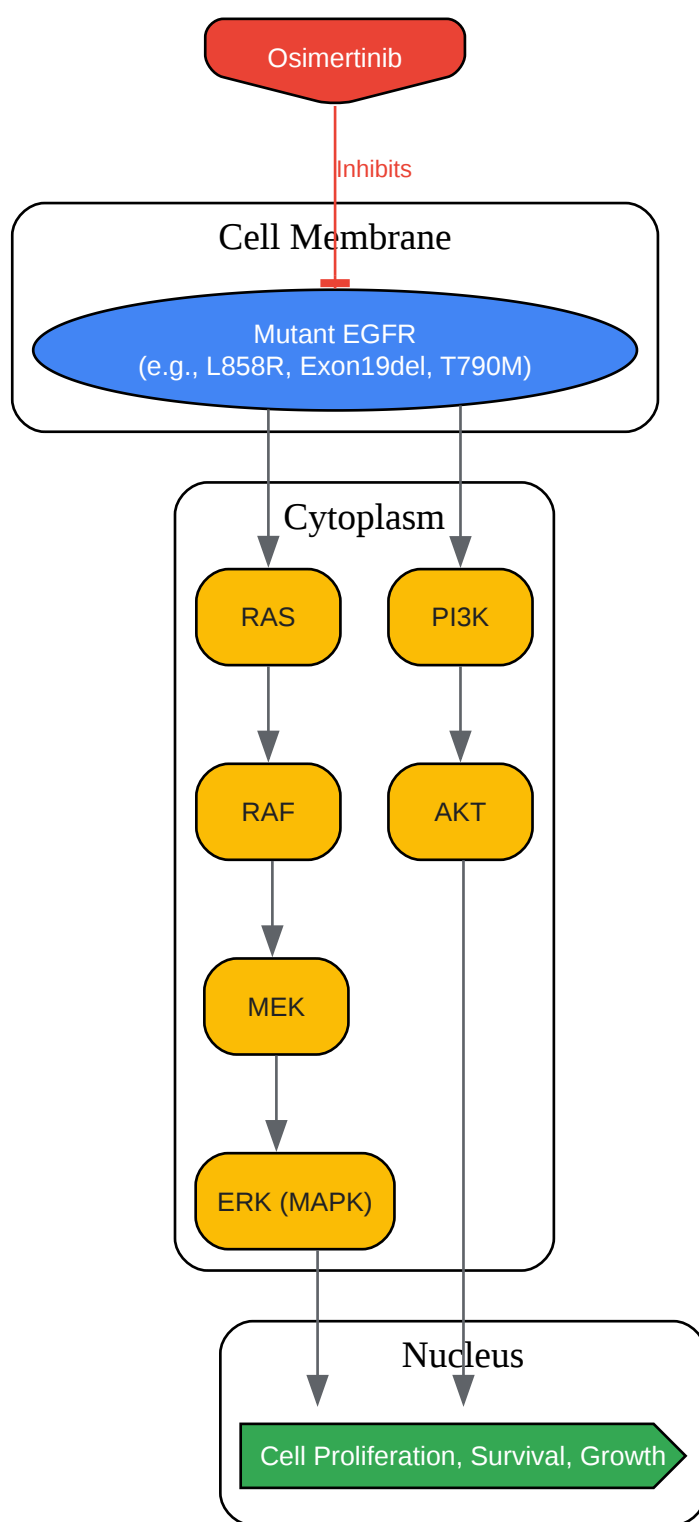 Osimertinib
Inhibits
Cell Membrane
Mutant EGFR
(e.g., L858R, Exon19del, T790M)
Cytoplasm
RAS
PI3K
RAF
AKT
MEK
ERK (MAPK)
Nucleus
Cell Proliferation, Survival, Growth